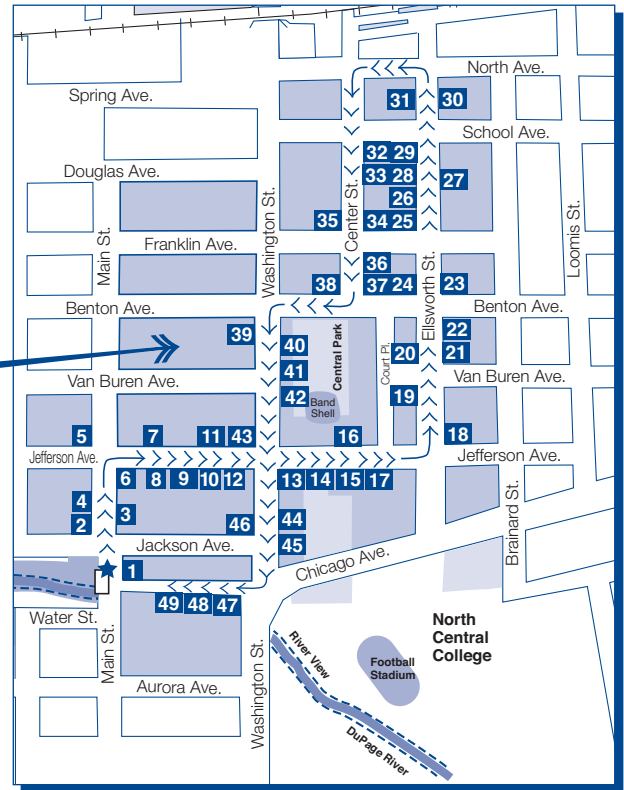 North Ave.
Spring Ave.
31 30
School Ave.
32 29
Douglas Ave.
33 28
27
26
35
34 25
Center St.
Washington St.
Main St.
Franklin Ave.
Loomis St.
Ellsworth St.
36
38
37 24
23
Benton Ave.
Benton Ave.
39
40
22
Central Park
Court Pl.
20
21
41
Van Buren Ave.
Van Buren Ave.
42
Band
Shell
19
5
7
11
43
16
18
Jefferson Ave.
Jefferson Ave.
6
8
9
10
12
13
14
15
17
4
3
2
46
44
Brainard St.
Jackson Ave.
45
1
Chicago Ave.
49
48
47
Water St.
Main St.
Washington St.
North
Central
College
River View
Football
Stadium
Aurora Ave.
DuPage River